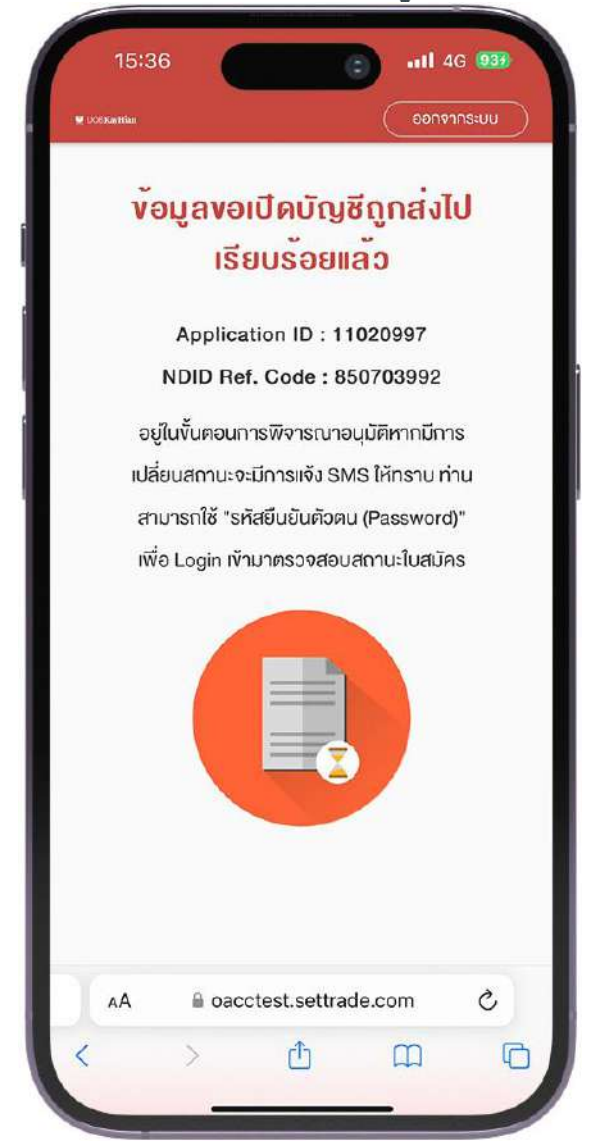 15:36
4G 93
UOBKayHian
ออกจากระบบ
ข้อมูลขอเปิดบัญชีถูกส่งไป
เรียบร้อยแล้ว
Application ID : 11020997
NDID Ref. Code : 850703992
อยู่ในขั้นตอนการพิจารณาอนุมัติหากมีการ
เปลี่ยนสถานะจะมีการแจ้ง SMS ให้ทราบ ท่าน
สามารถใช้ "รหัสยืนยันตัวตน (Password)"
เพื่อ Login เข้ามาตรวจสอบสถานะใบสมัคร
AA
oacctest.settrade.com